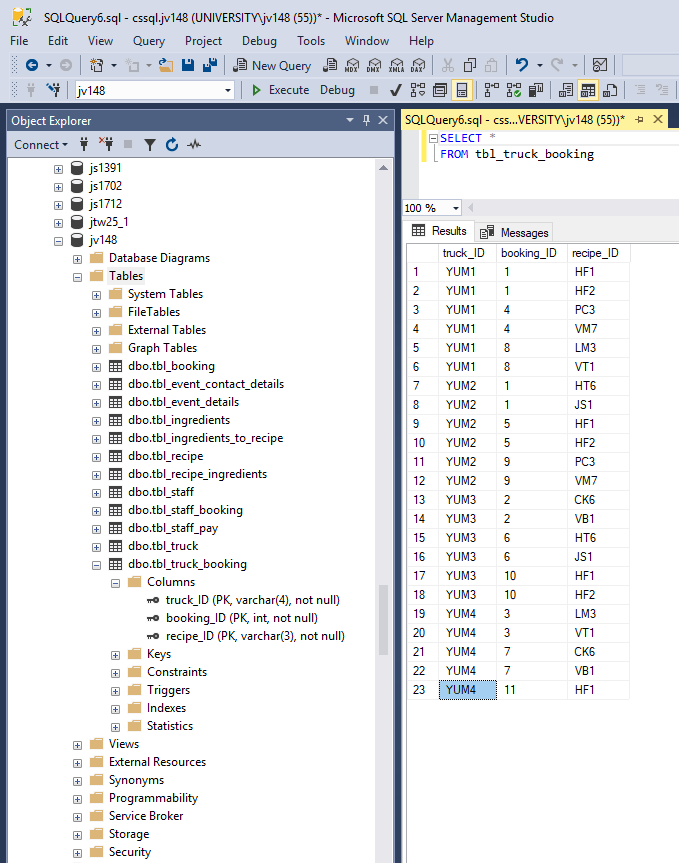 SQLQuery6.sql - cssql.jv148 (UNIVERSITY\jv148 (55))* - Microsoft SQL Server Management Studio
File Edit View Query Project Debug Tools Window Help
New Query MDX DMX XMLA DAX
jv148 Execute Debug
Object Explorer
SQLQuery6.sql - css...VERSITY\jv148 (55))*
Connect
js1391
js1702
js1712
jtw25_1
jv148
Database Diagrams
Tables
System Tables
FileTables
External Tables
Graph Tables
dbo.tbl_booking
dbo.tbl_event_contact_details
dbo.tbl_event_details
dbo.tbl_ingredients
dbo.tbl_ingredients_to_recipe
dbo.tbl_recipe
dbo.tbl_recipe_ingredients
dbo.tbl_staff
dbo.tbl_staff_booking
dbo.tbl_staff_pay
dbo.tbl_truck
dbo.tbl_truck_booking
Columns
truck_ID (PK, varchar(4), not null)
booking_ID (PK, int, not null)
recipe_ID (PK, varchar(3), not null)
Keys
Constraints
Triggers
Indexes
Statistics
Views
External Resources
Synonyms
Programmability
Service Broker
Storage
Security
SELECT *
FROM tbl_truck_booking
100 %
Results Messages
truck_ID booking_ID recipe_ID
1 YUM1 1 HF1
2 YUM1 1 HF2
3 YUM1 4 PC3
4 YUM1 4 VM7
5 YUM1 8 LM3
6 YUM1 8 VT1
7 YUM2 1 HT6
8 YUM2 1 JS1
9 YUM2 5 HF1
10 YUM2 5 HF2
11 YUM2 9 PC3
12 YUM2 9 VM7
13 YUM3 2 CK6
14 YUM3 2 VB1
15 YUM3 6 HT6
16 YUM3 6 JS1
17 YUM3 10 HF1
18 YUM3 10 HF2
19 YUM4 3 LM3
20 YUM4 3 VT1
21 YUM4 7 CK6
22 YUM4 7 VB1
23 YUM4 11 HF1